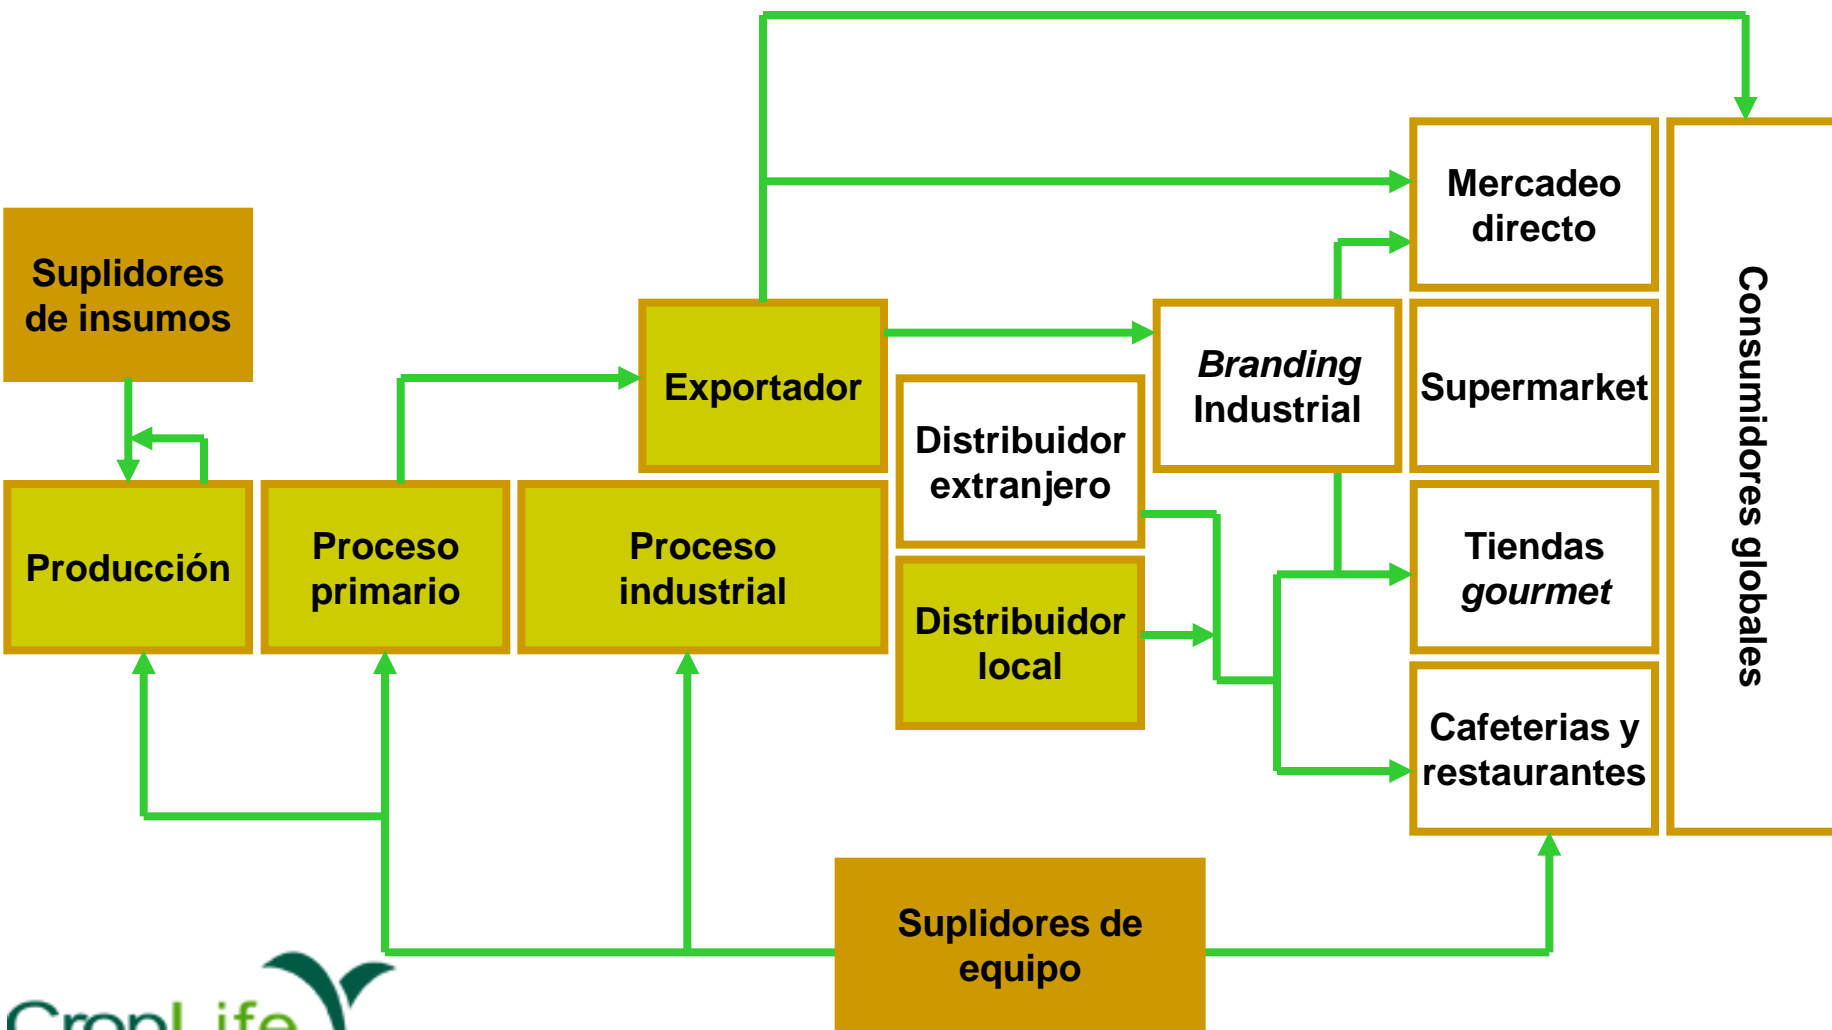 Suplidores
de insumos
Producción
Proceso
primario
Proceso
industrial
Exportador
Distribuidor
extranjero
Distribuidor
local
Branding
Industrial
Mercadeo
directo
Supermarket
Tiendas
gourmet
Cafeterias y
restaurantes
Consumidores globales
Suplidores de
equipo
CropLife